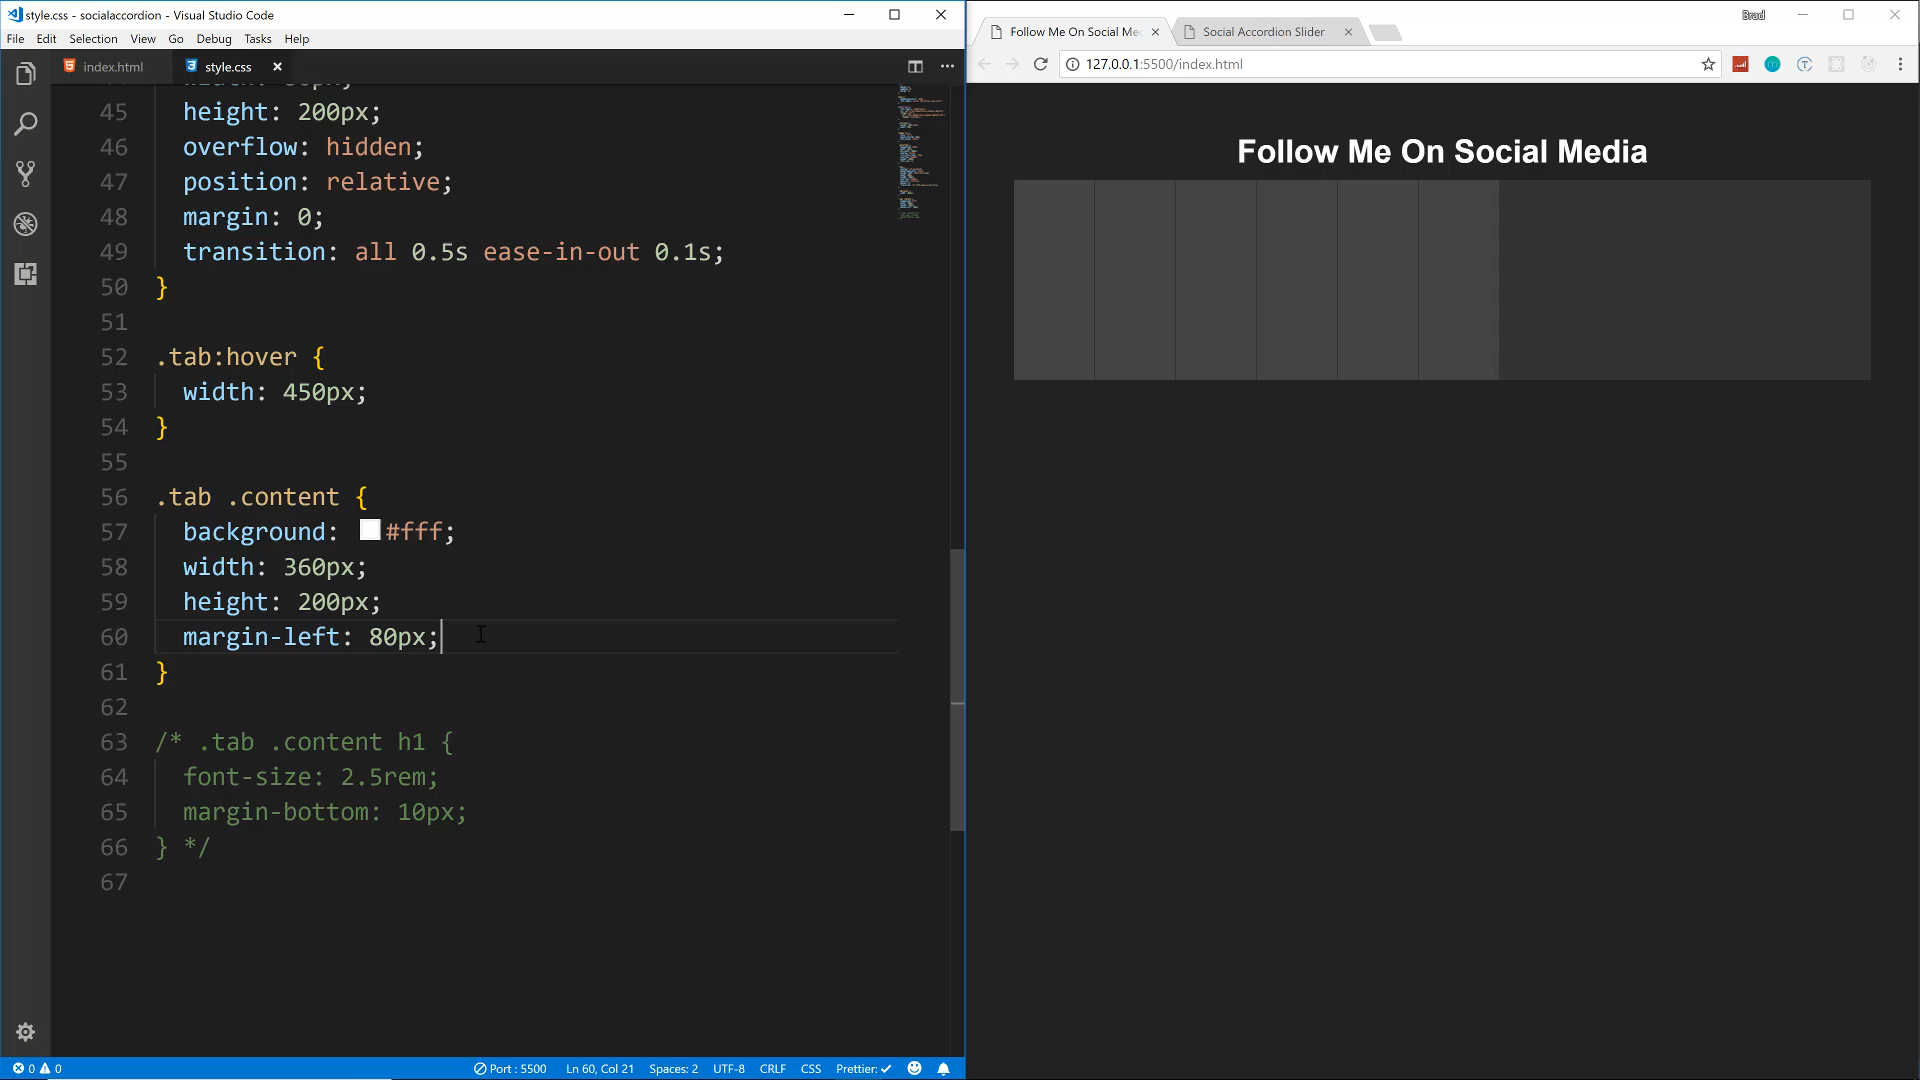 style.css - socialaccordion - Visual Studio Code
File Edit Selection View Go Debug Tasks Help
index.html
style.css
45 height: 200px;
46 overflow: hidden;
47 position: relative;
48 margin: 0;
49 transition: all 0.5s ease-in-out 0.1s;
50 }
51
52 .tab:hover {
53 width: 450px;
54 }
55
56 .tab .content {
57 background: #fff;
58 width: 360px;
59 height: 200px;
60 margin-left: 80px;
61 }
62
63 /* .tab .content h1 {
64 font-size: 2.5rem;
65 margin-bottom: 10px;
66 } */
67
0 0 Port : 5500 Ln 60, Col 21 Spaces: 2 UTF-8 CRLF CSS Prettier: ✓
Brad
Follow Me On Social Me
Social Accordion Slider
127.0.0.1:5500/index.html
Follow Me On Social Media